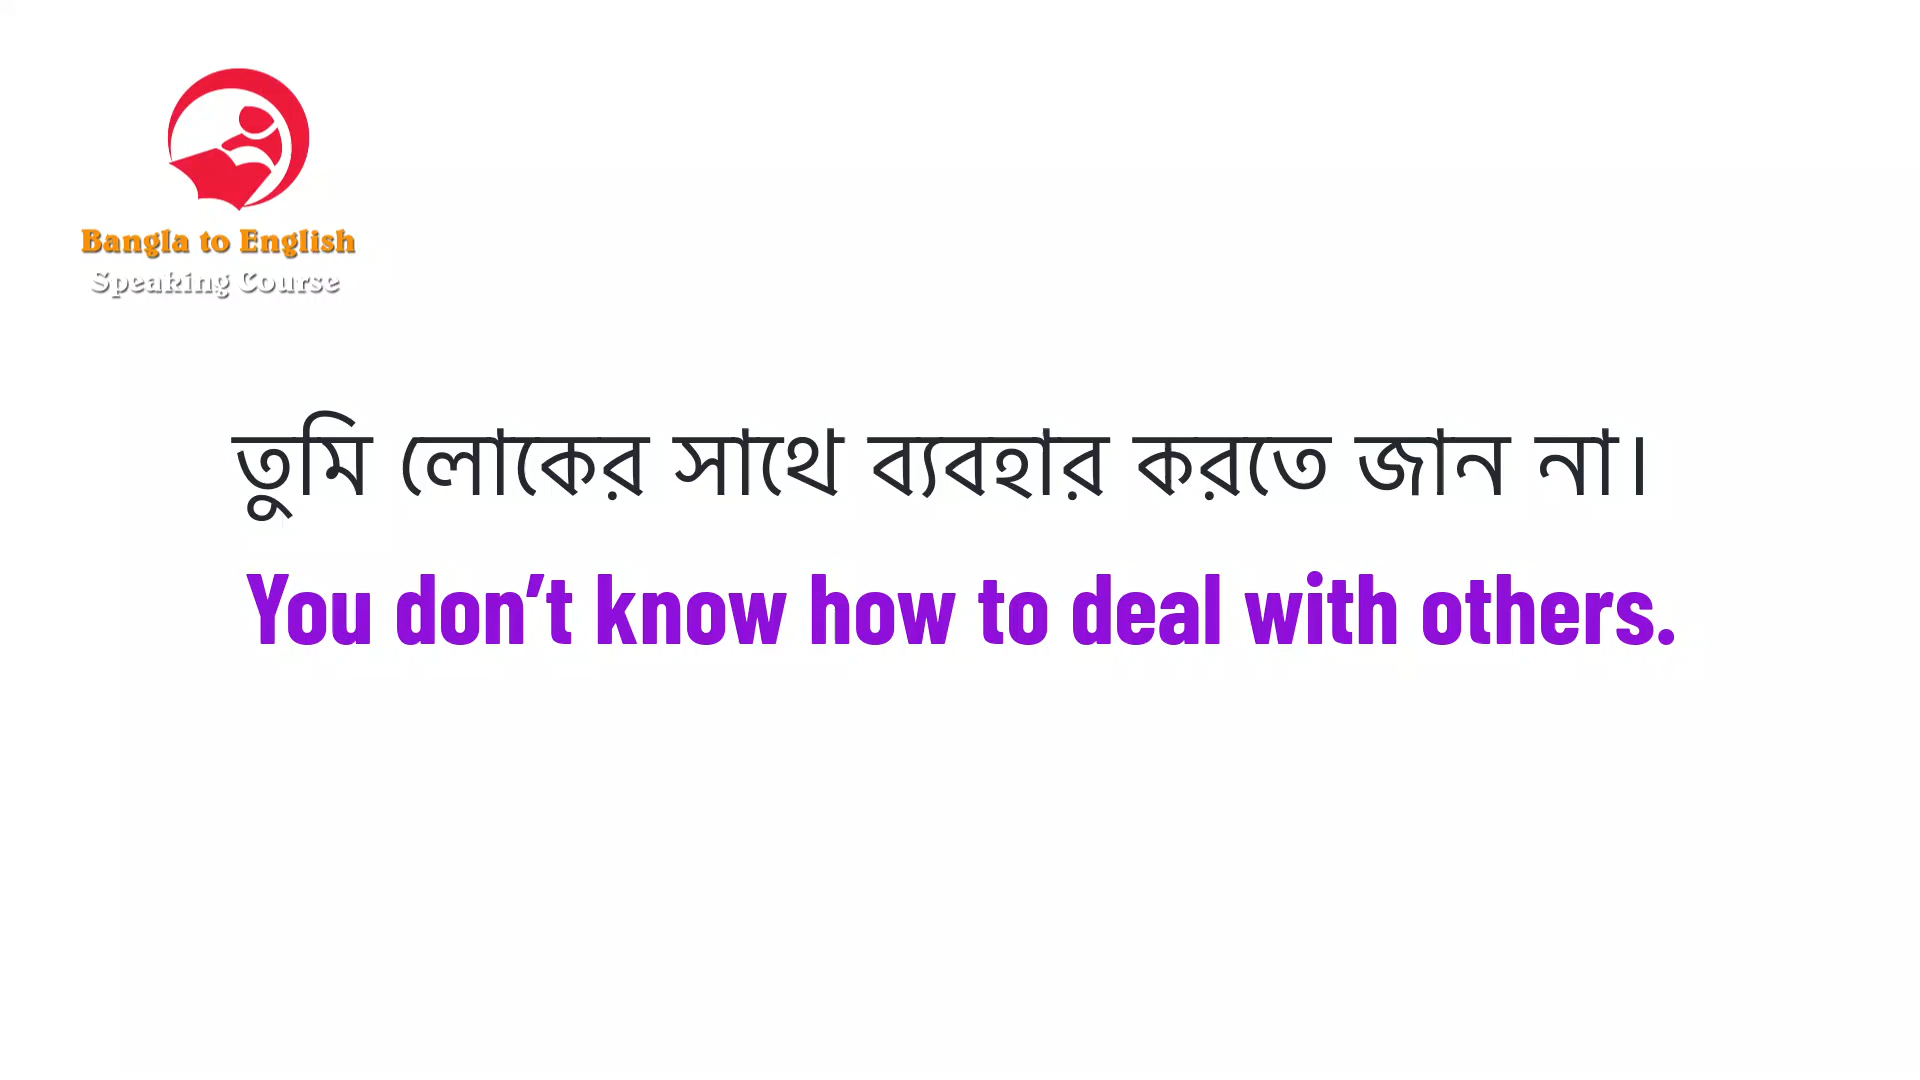 Bangla to English
Speaking Course
তুমি লোকের সাথে ব্যবহার করতে জান না।
You don’t know how to deal with others.